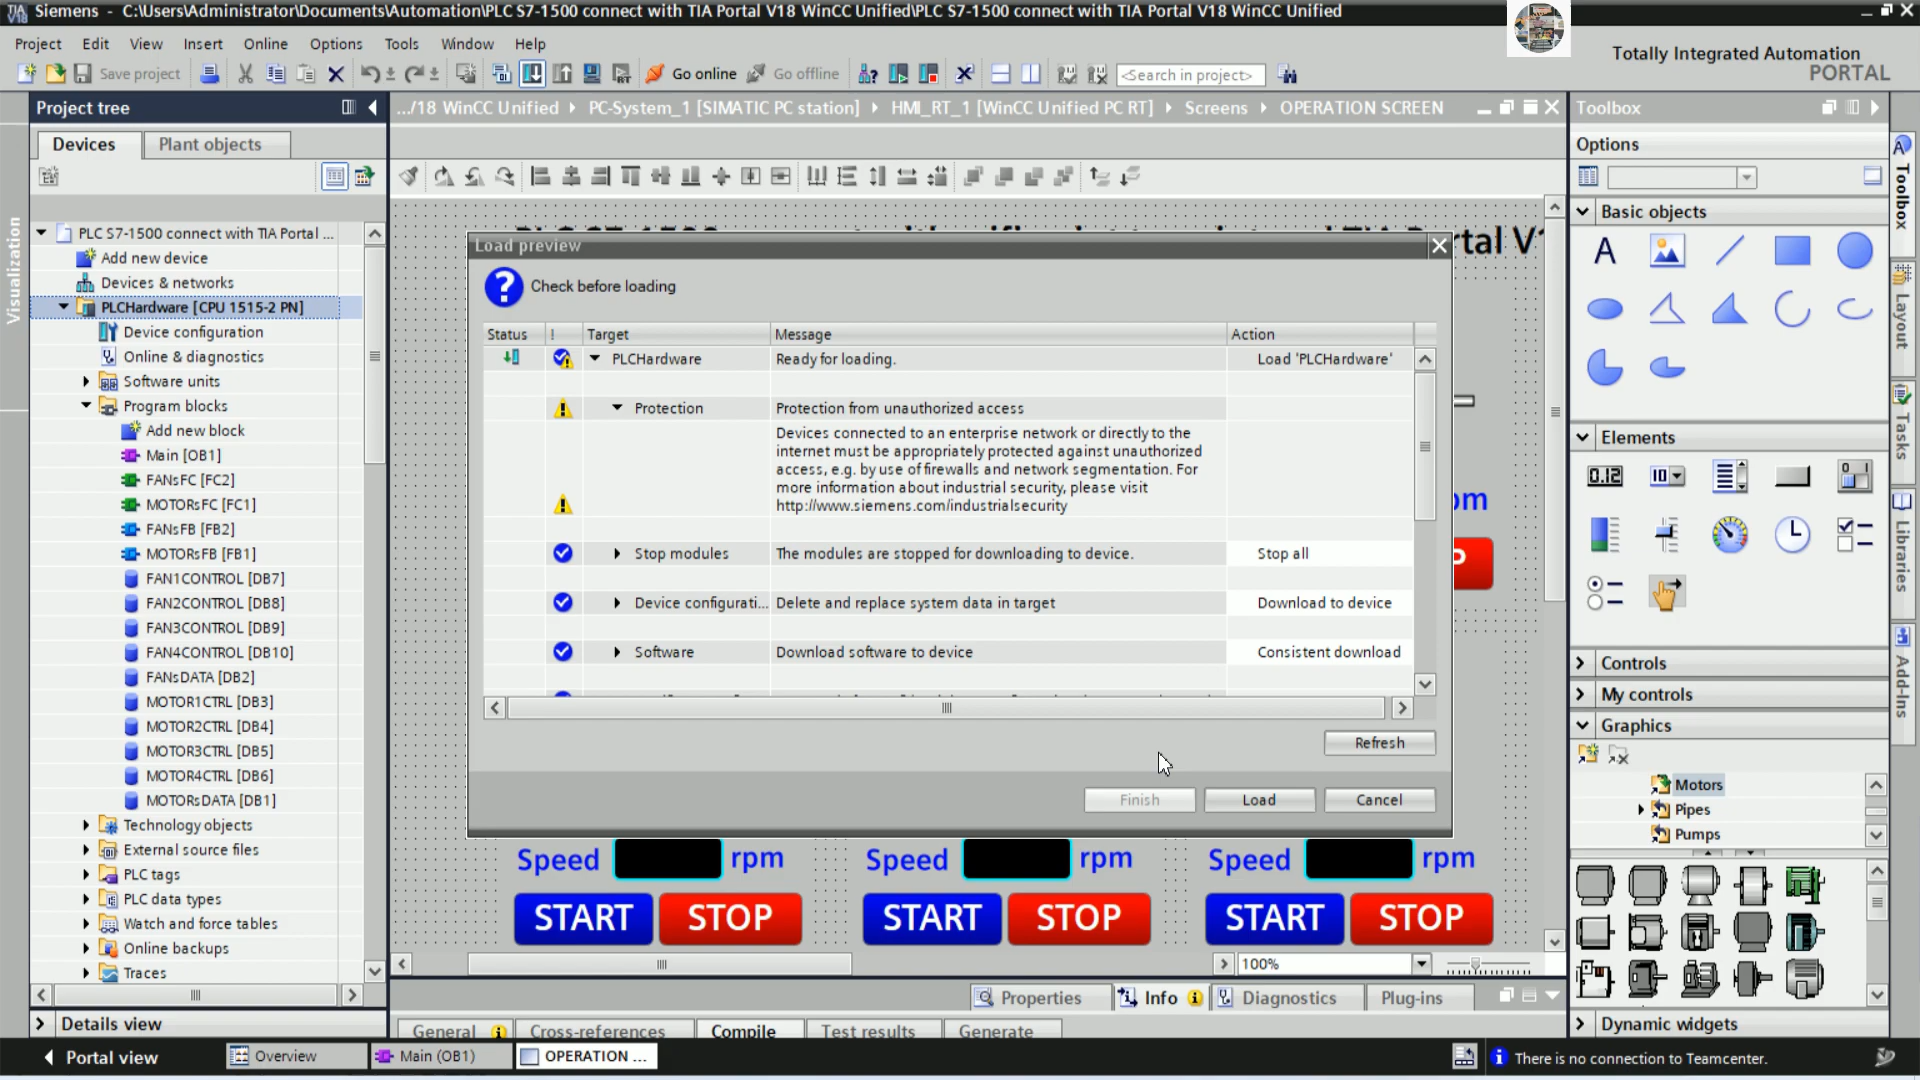 Siemens - C:\Users\Administrator\Documents\Automation\PLC S7-1500 connect with TIA Portal V18 WinCC Unified\PLC S7-1500 connect with TIA Portal V18 WinCC Unified
Project Edit View Insert Online Options Tools Window Help
Totally Integrated Automation
PORTAL
Save project
Go online
Go offline
<Search in project>
Project tree
.../18 WinCC Unified
PC-System_1 [SIMATIC PC station]
HMI_RT_1 [WinCC Unified PC RT]
Screens
OPERATION SCREEN
Toolbox
Devices
Plant objects
Options
Visualization
PLC S7-1500 connect with TIA Portal ...
Add new device
Devices & networks
PLCHardware [CPU 1515-2 PN]
Device configuration
Online & diagnostics
Software units
Program blocks
Add new block
Main [OB1]
FANsFC [FC2]
MOTORsFC [FC1]
FANsFB [FB2]
MOTORsFB [FB1]
FAN1CONTROL [DB7]
FAN2CONTROL [DB8]
FAN3CONTROL [DB9]
FAN4CONTROL [DB10]
FANsDATA [DB2]
MOTOR1CTRL [DB3]
MOTOR2CTRL [DB4]
MOTOR3CTRL [DB5]
MOTOR4CTRL [DB6]
MOTORsDATA [DB1]
Technology objects
External source files
PLC tags
PLC data types
Watch and force tables
Online backups
Traces
Details view
Load preview
Check before loading
Status ! Target Message Action
PLCHardware Ready for loading. Load 'PLCHardware'
Protection Protection from unauthorized access
Devices connected to an enterprise network or directly to the
internet must be appropriately protected against unauthorized
access, e.g. by use of firewalls and network segmentation. For
more information about industrial security, please visit
http://www.siemens.com/industrialsecurity
Stop modules The modules are stopped for downloading to device. Stop all
Device configurati... Delete and replace system data in target Download to device
Software Download software to device Consistent download
Refresh
Finish Load Cancel
Speed rpm Speed rpm Speed rpm
START STOP START STOP START STOP
100%
Properties Info Diagnostics Plug-ins
General Cross-references Compile Test results Generate
Basic objects
Elements
0.12
10
Controls
My controls
Graphics
Motors
Pipes
Pumps
Dynamic widgets
Toolbox
Layout
Tasks
Libraries
Add-Ins
Portal view
Overview
Main (OB1)
OPERATION ...
There is no connection to Teamcenter.